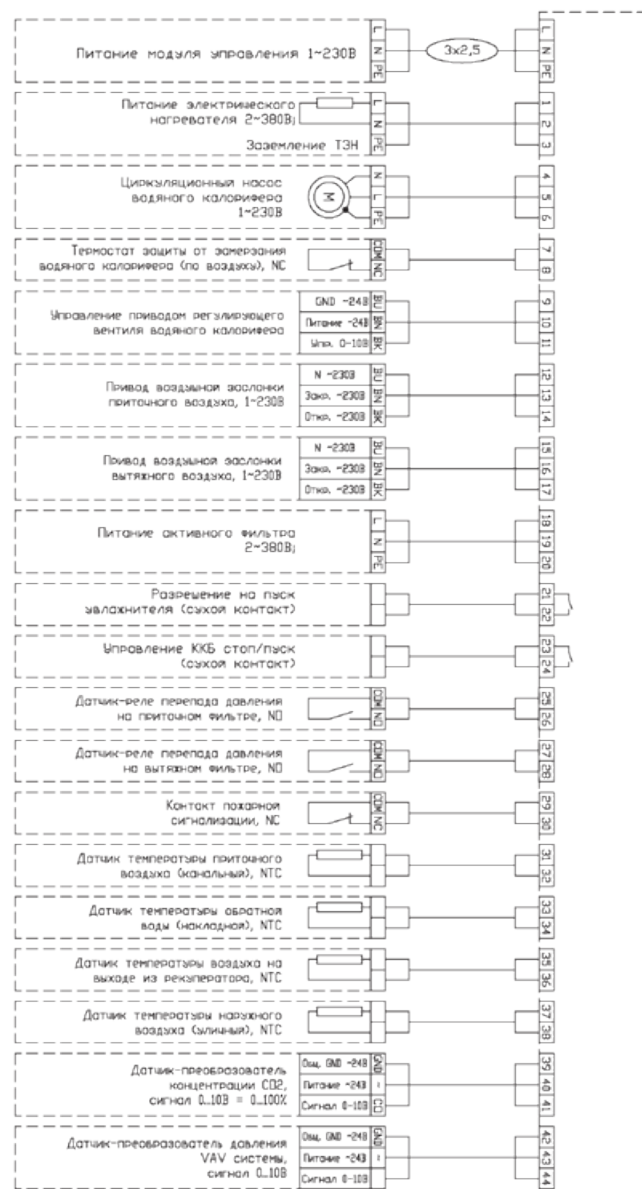 Питание модуля управления 1~230В
L
N
PE
3x2,5
L
N
PE
Питание электрического
нагревателя 2~380В;
Заземление ТЭН
L
N
PE
1
2
3
Циркуляционный насос
водяного калорифера
1~230В
M
N
L
PE
4
5
6
Термостат защиты от замерзания
водяного калорифера (по воздуху), NC
COM
NC
7
8
Управление приводом регулирующего
вентиля водяного калорифера
GND ~24В BU
Питание ~24В BN
Упр. 0-10В BK
9
10
11
Привод воздушной заслонки
приточного воздуха, 1~230В
N ~230В BU
Закр. ~230В BN
Откр. ~230В BK
12
13
14
Привод воздушной заслонки
вытяжного воздуха, 1~230В
N ~230В BU
Закр. ~230В BN
Откр. ~230В BK
15
16
17
Питание активного фильтра
2~380В;
L
N
PE
18
19
20
Разрешение на пуск
увлажнителя (сухой контакт)
21
22
Управление ККБ стоп/пуск
(сухой контакт)
23
24
Датчик-реле перепада давления
на приточном фильтре, NO
COM
NO
25
26
Датчик-реле перепада давления
на вытяжном фильтре, NO
COM
NO
27
28
Контакт пожарной
сигнализации, NC
COM
NC
29
30
Датчик температуры приточного
воздуха (канальный), NTC
31
32
Датчик температуры обратной
воды (накладной), NTC
33
34
Датчик температуры воздуха на
выходе из рекуператора, NTC
35
36
Датчик температуры наружного
воздуха (уличный), NTC
37
38
Датчик-преобразователь
концентрации CO2,
сигнал 0..10В = 0..100%
Общ. GND ~24В GND
Питание ~24В ~
Сигнал 0-10В CO
39
40
41
Датчик-преобразователь давления
VAV системы,
сигнал 0..10В
Общ. GND ~24В GND
Питание ~24В ~
Сигнал 0-10В
42
43
44